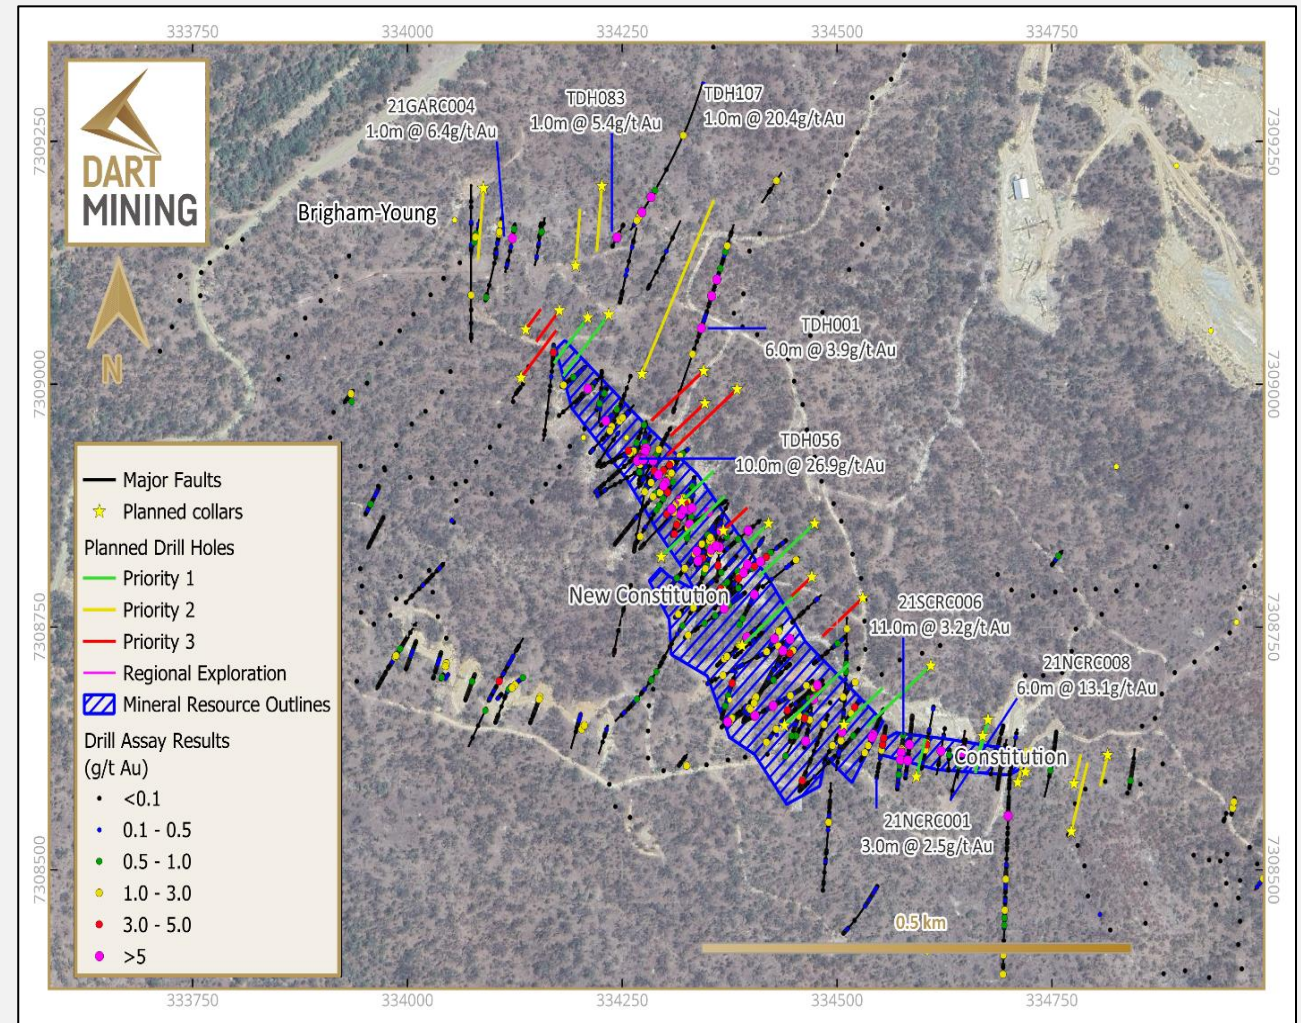 333750
334000
334250
334500
334750
7309250
7309000
7308750
7308500
DART
MINING
N
21GARC004
1.0m @ 6.4g/t Au
TDH083
1.0m @ 5.4g/t Au
TDH107
1.0m @ 20.4g/t Au
Brigham-Young
TDH001
6.0m @ 3.9g/t Au
TDH056
10.0m @ 26.9g/t Au
New Constitution
21SCRC006
11.0m @ 3.2g/t Au
21NCRC008
6.0m @ 13.1g/t Au
Constitution
21NCRC001
3.0m @ 2.5g/t Au
0.5 km
Major Faults
Planned collars
Planned Drill Holes
Priority 1
Priority 2
Priority 3
Regional Exploration
Mineral Resource Outlines
Drill Assay Results
(g/t Au)
<0.1
0.1 - 0.5
0.5 - 1.0
1.0 - 3.0
3.0 - 5.0
>5
7309250
7309000
7308750
7308500
333750
334000
334250
334500
334750